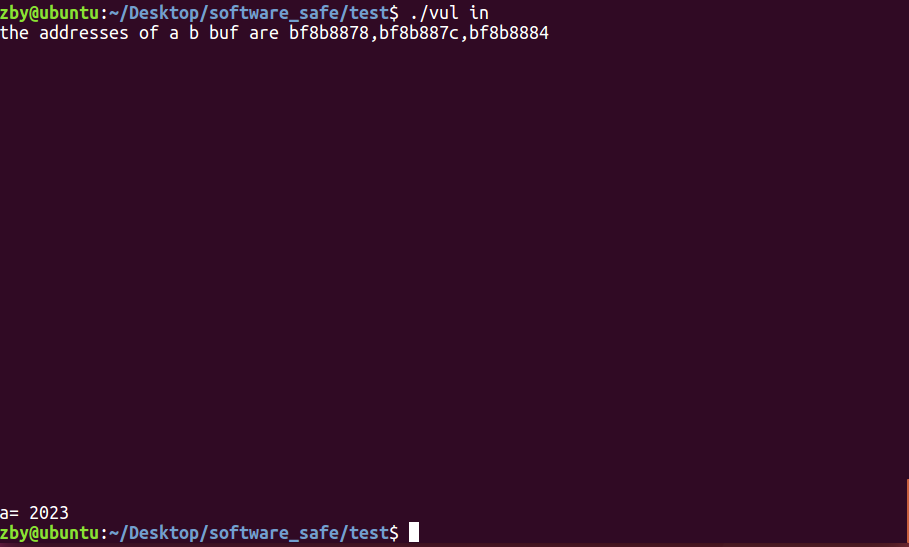 zby@ubuntu:~/Desktop/software_safe/test$ ./vul in
the addresses of a b buf are bf8b8878,bf8b887c,bf8b8884
a= 2023
zby@ubuntu:~/Desktop/software_safe/test$